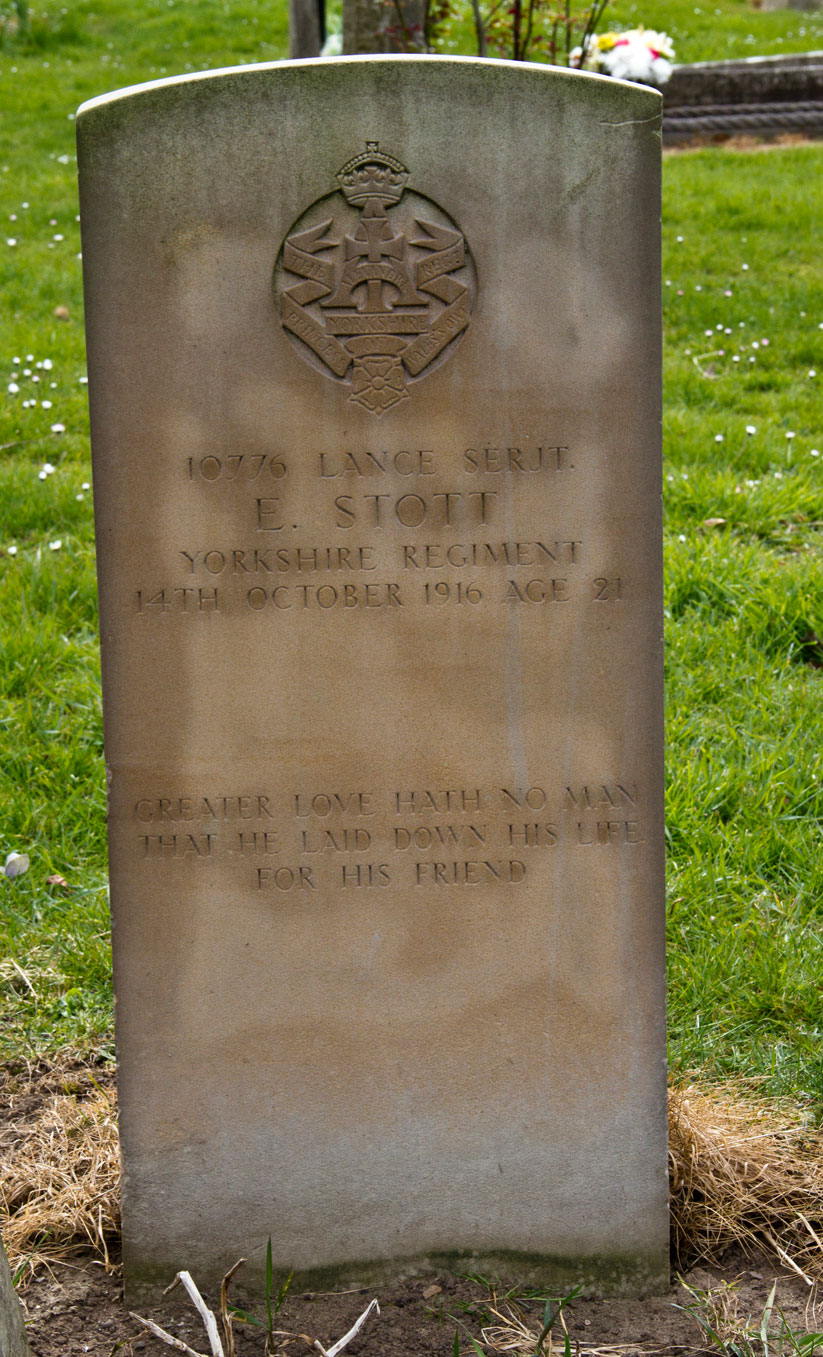 YORKSHIRE
10776 LANCE SERJT.
E. STOTT
YORKSHIRE REGIMENT
14TH OCTOBER 1916 AGE 21
GREATER LOVE HATH NO MAN
THAT HE LAID DOWN HIS LIFE
FOR HIS FRIEND